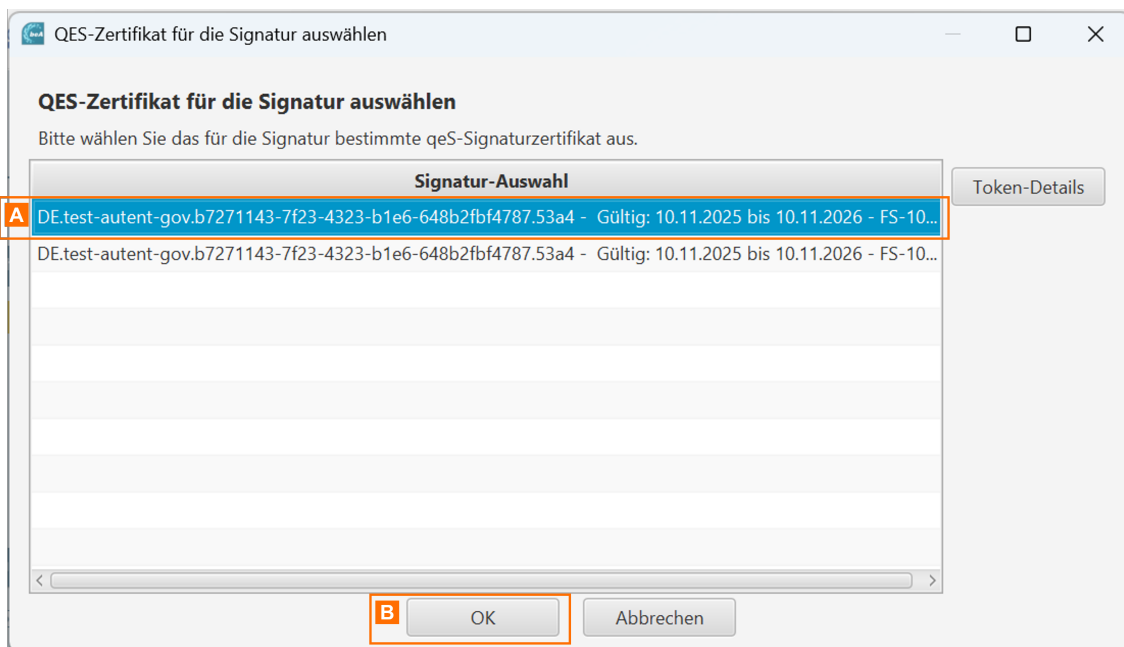 beA QES-Zertifikat für die Signatur auswählen
QES-Zertifikat für die Signatur auswählen
Bitte wählen Sie das für die Signatur bestimmte qeS-Signaturzertifikat aus.
Signatur-Auswahl
Token-Details
A DE.test-autent-gov.b7271143-7f23-4323-b1e6-648b2fbf4787.53a4 - Gültig: 10.11.2025 bis 10.11.2026 - FS-10...
DE.test-autent-gov.b7271143-7f23-4323-b1e6-648b2fbf4787.53a4 - Gültig: 10.11.2025 bis 10.11.2026 - FS-10...
B OK Abbrechen